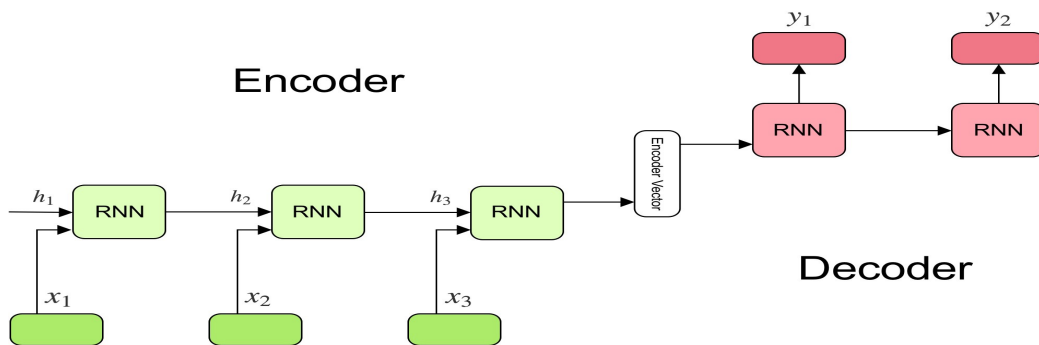 y₁
y₂
Encoder
RNN
RNN
Encoder Vector
h₁
RNN
h₂
RNN
h₃
RNN
Decoder
x₁
x₂
x₃